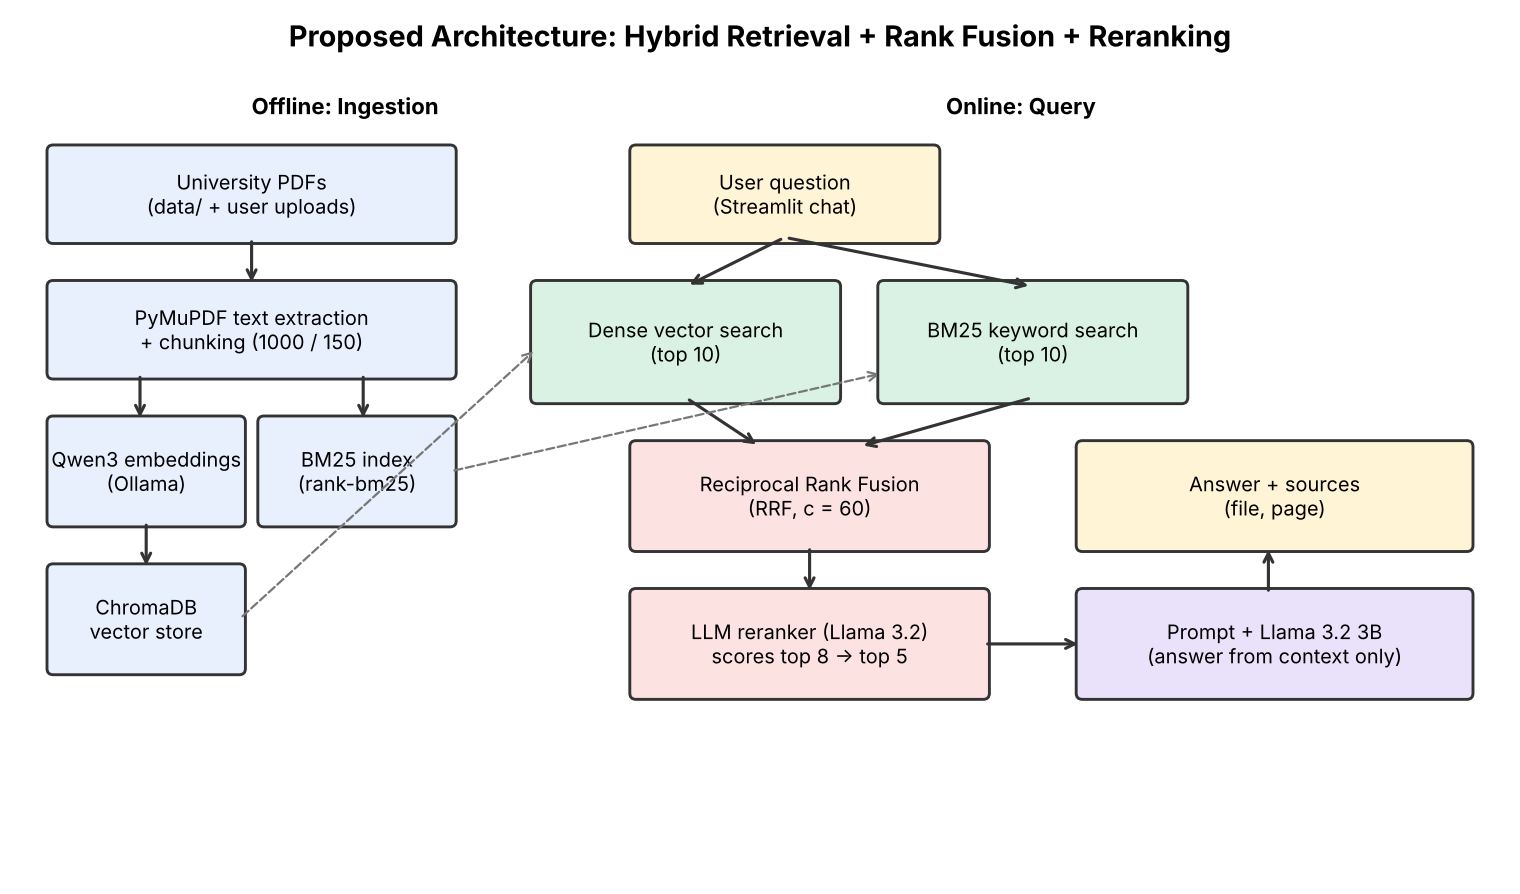 Proposed Architecture: Hybrid Retrieval + Rank Fusion + Reranking
Offline: Ingestion
University PDFs
(data/ + user uploads)
PyMuPDF text extraction
+ chunking (1000 / 150)
Qwen3 embeddings
(Ollama)
BM25 index
(rank-bm25)
ChromaDB
vector store
Online: Query
User question
(Streamlit chat)
Dense vector search
(top 10)
BM25 keyword search
(top 10)
Reciprocal Rank Fusion
(RRF, c = 60)
LLM reranker (Llama 3.2)
scores top 8 → top 5
Prompt + Llama 3.2 3B
(answer from context only)
Answer + sources
(file, page)